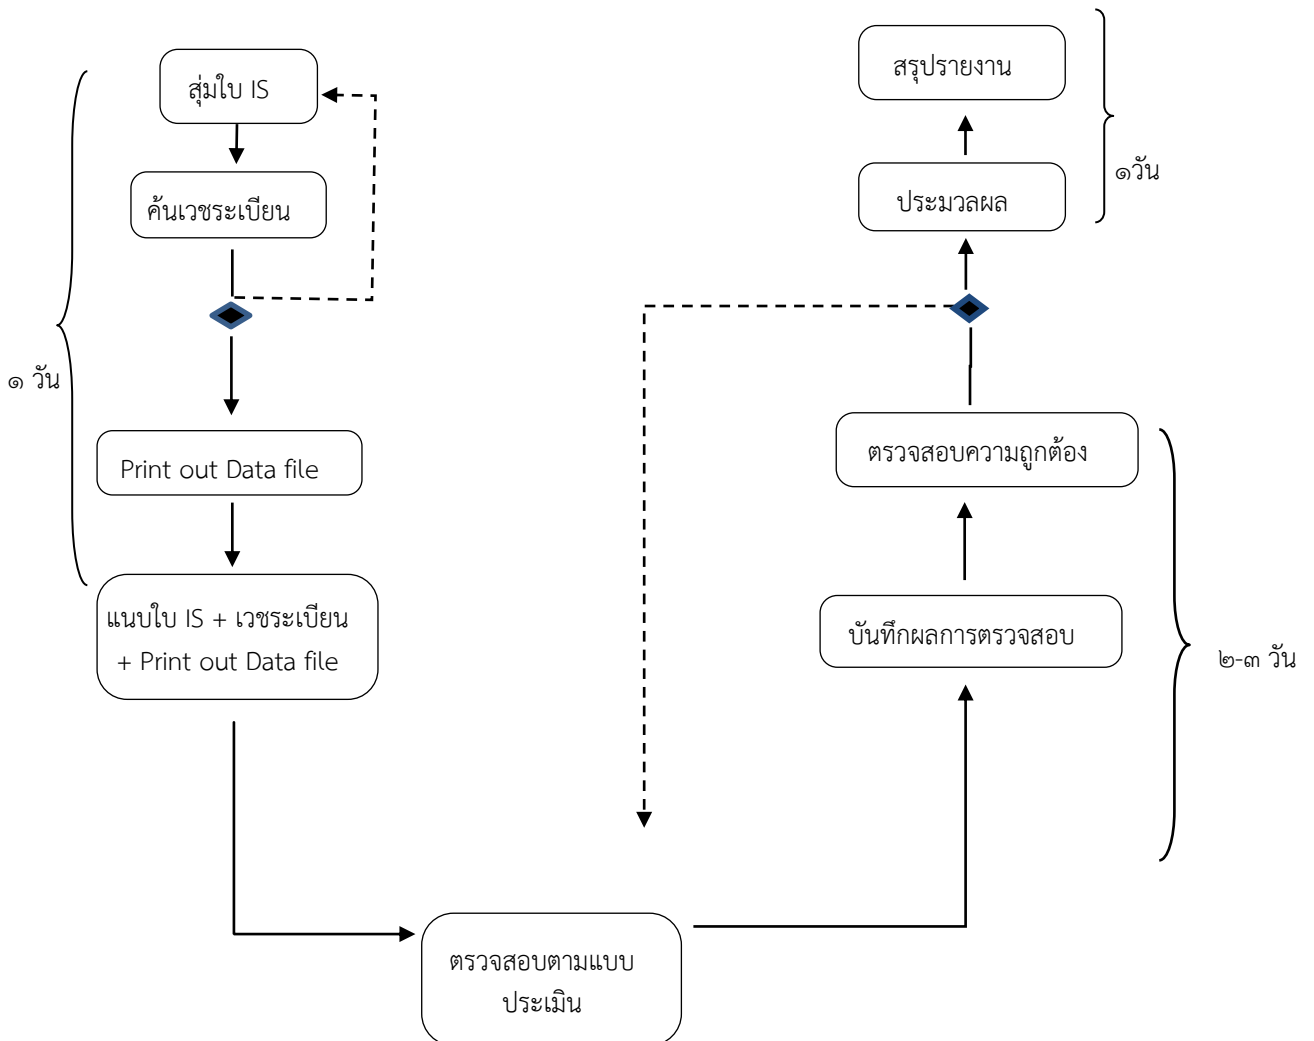 สุ่มใบ IS
ค้นเวชระเบียน
๑ วัน
Print out Data file
แนบใบ IS + เวชระเบียน
+ Print out Data file
ตรวจสอบตามแบบ
ประเมิน
สรุปรายงาน
๑วัน
ประมวลผล
ตรวจสอบความถูกต้อง
บันทึกผลการตรวจสอบ
๒-๓ วัน